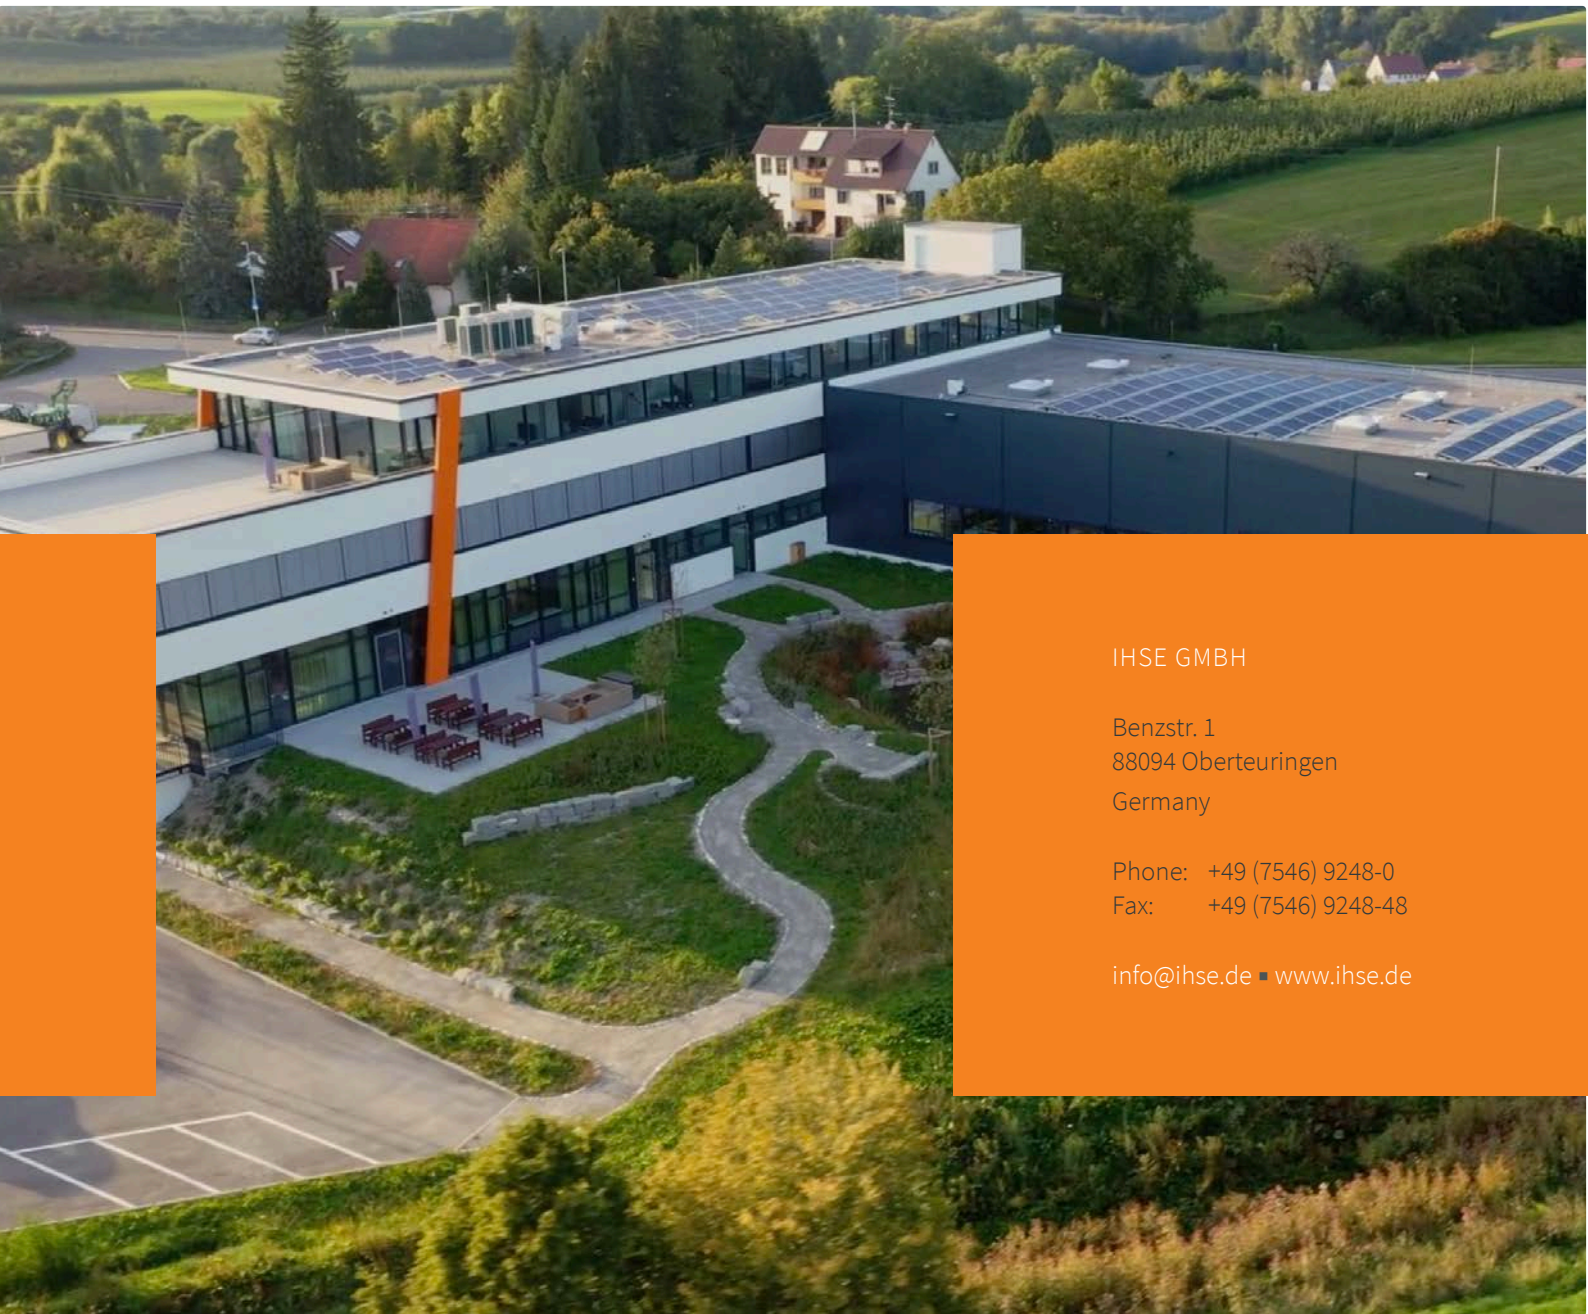 IHSE GMBH
Benzstr. 1
88094 Oberteuringen
Germany
Phone: +49 (7546) 9248-0
Fax: +49 (7546) 9248-48
info@ihse.de ▪ www.ihse.de